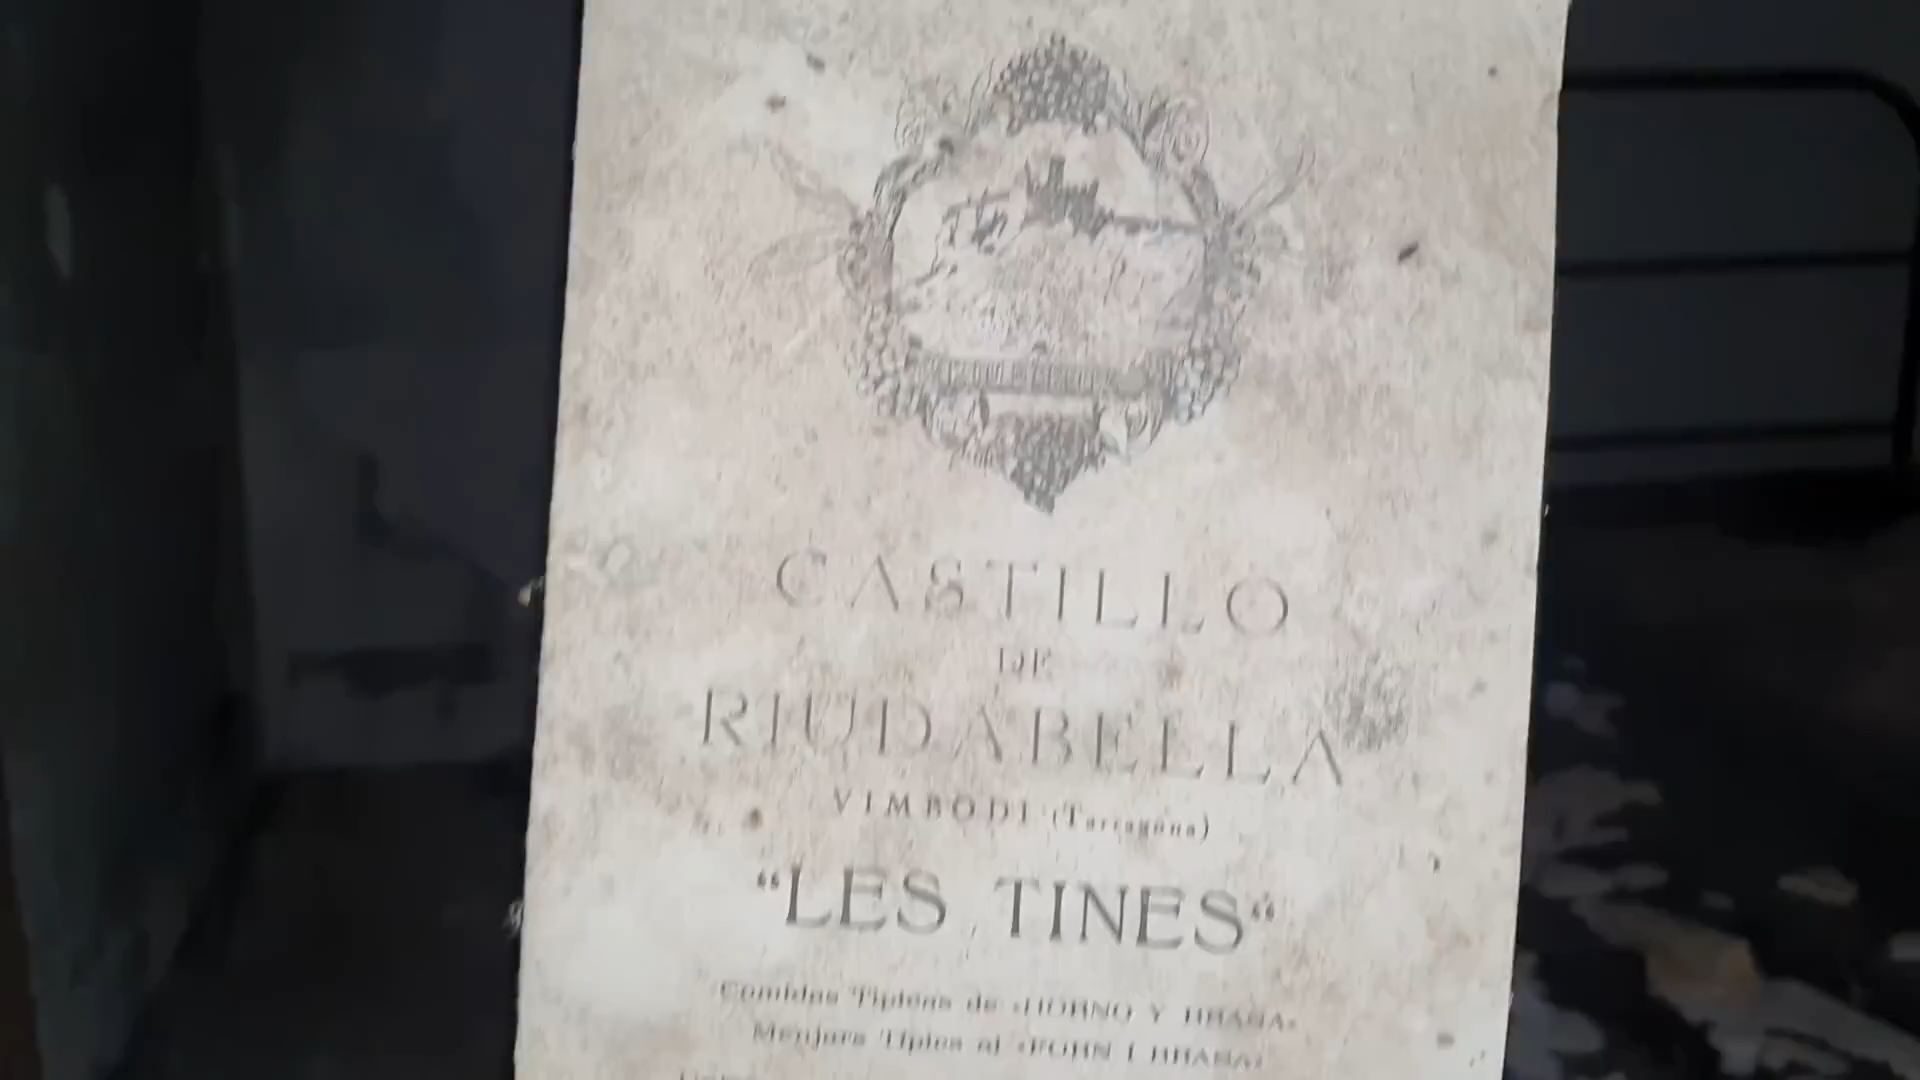 CASTILLO
DE
RIUDABELLA
VIMBODI (Tarragona)
“LES TINES“
Comidas Típicas de «HORNO Y BRASA»
Menjars Típics al «FORN I BRASA»